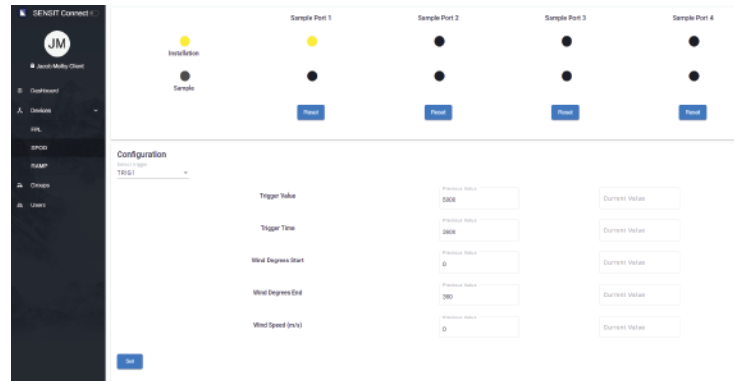 SENSIT Connect
JM
Jacob Melby Client
Dashboard
Devices
FPL
SPOD
RAMP
Groups
Users
Sample Port 1 Sample Port 2 Sample Port 3 Sample Port 4
Installation
Sample
Reset Reset Reset Reset
Configuration
Select trigger
TRIG1
Trigger Value Previous Value 5000 Current Value
Trigger Time Previous Value Current Value
Wind Degrees Start Previous Value 0 Current Value
Wind Degrees End Previous Value 360 Current Value
Wind Speed (m/s) Previous Value 0 Current Value
Set